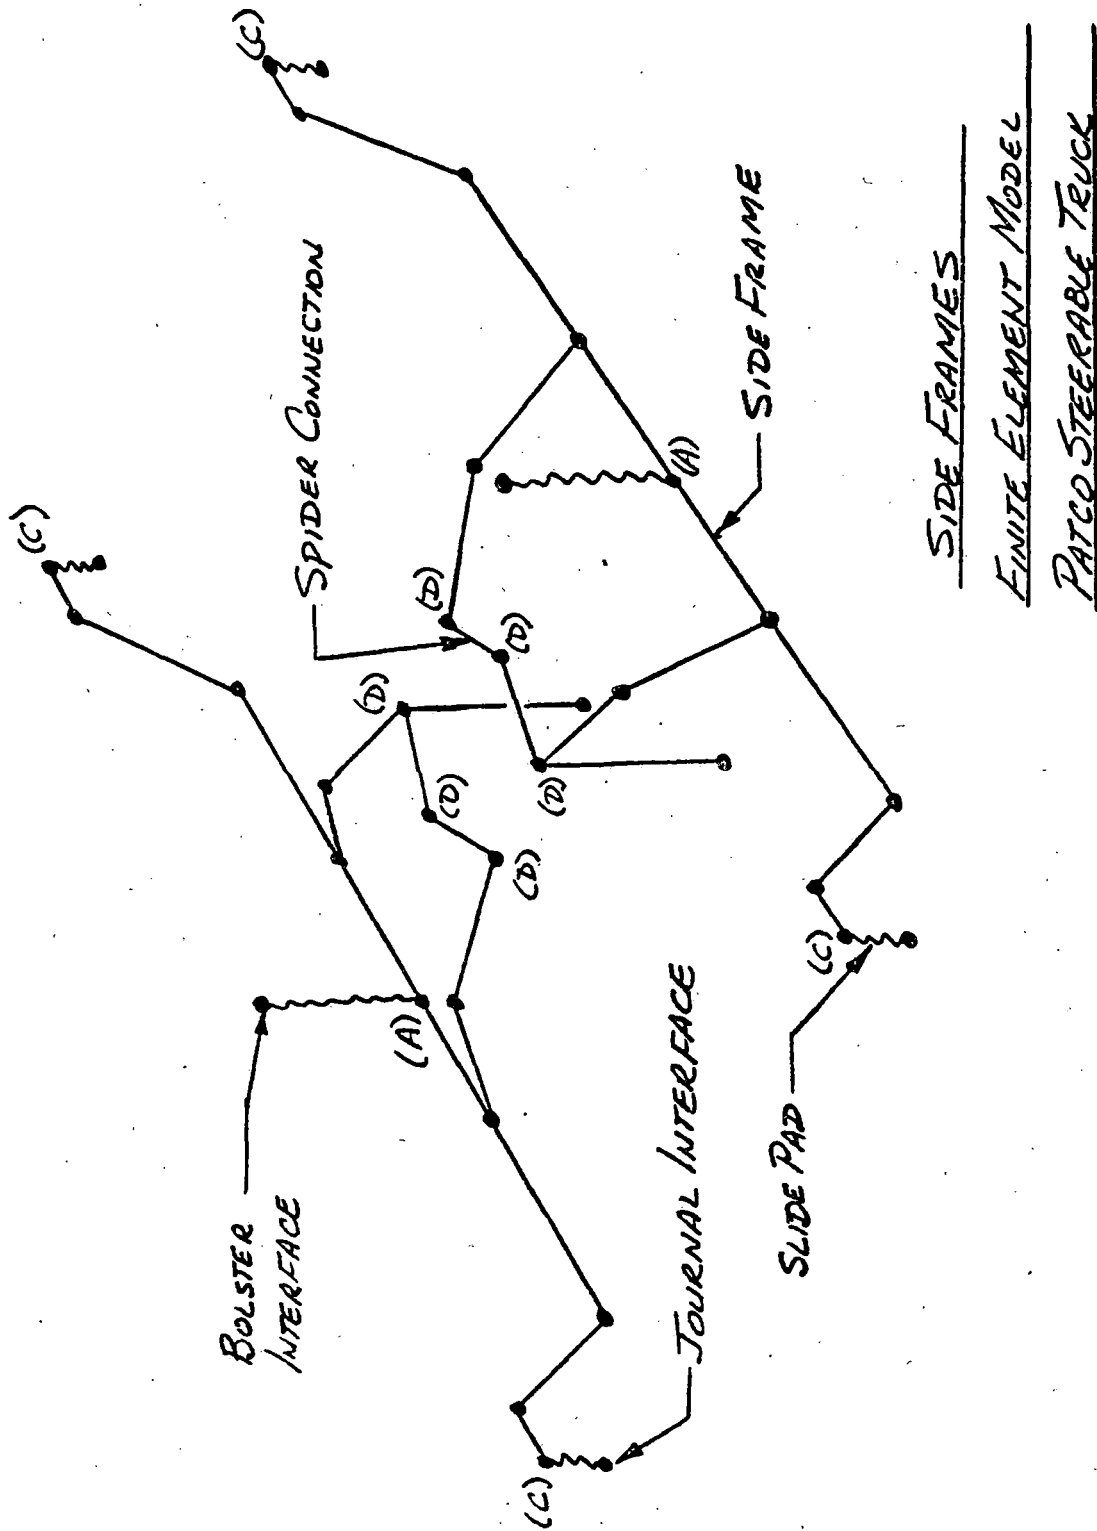 (C)
(C)
BOLSTER
INTERFACE
SPIDER CONNECTION
(D)
(A)
(D)
(D)
(D)
(D)
(C)
(D)
JOURNAL INTERFACE
(A)
SIDE FRAME
SLIDE PAD
(C)
SIDE FRAMES
FINITE ELEMENT MODEL
PATCO STEERABLE TRUCK